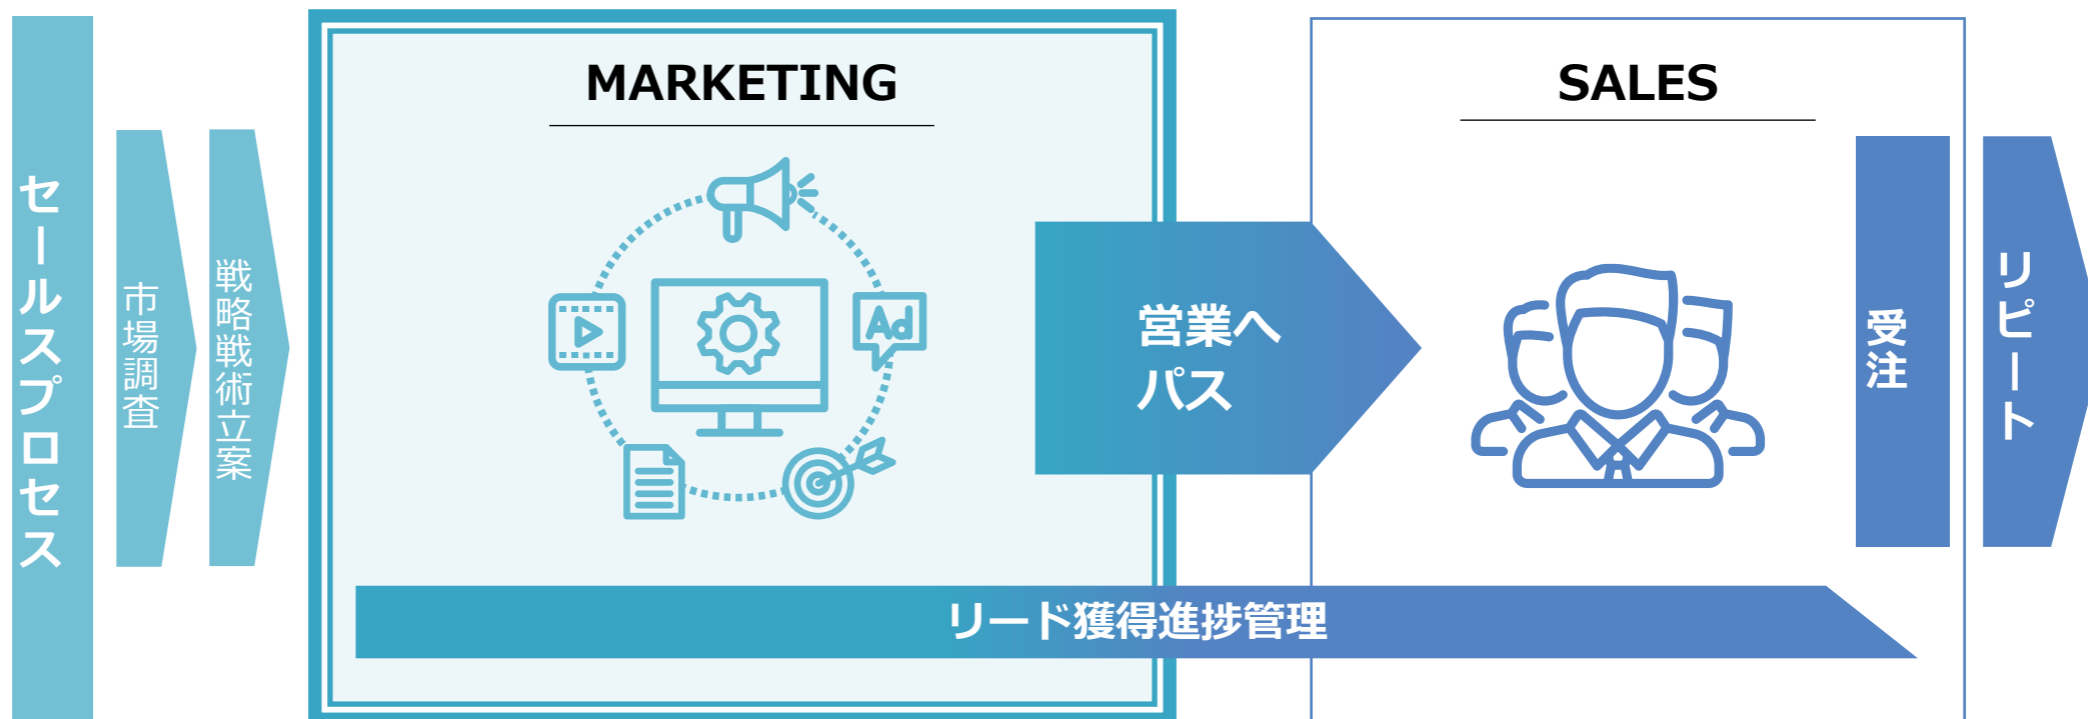 セールスプロセス
市場調査
戦略戦術立案
MARKETING
Ad
営業へ
パス
SALES
受注
リピート
リード獲得進捗管理